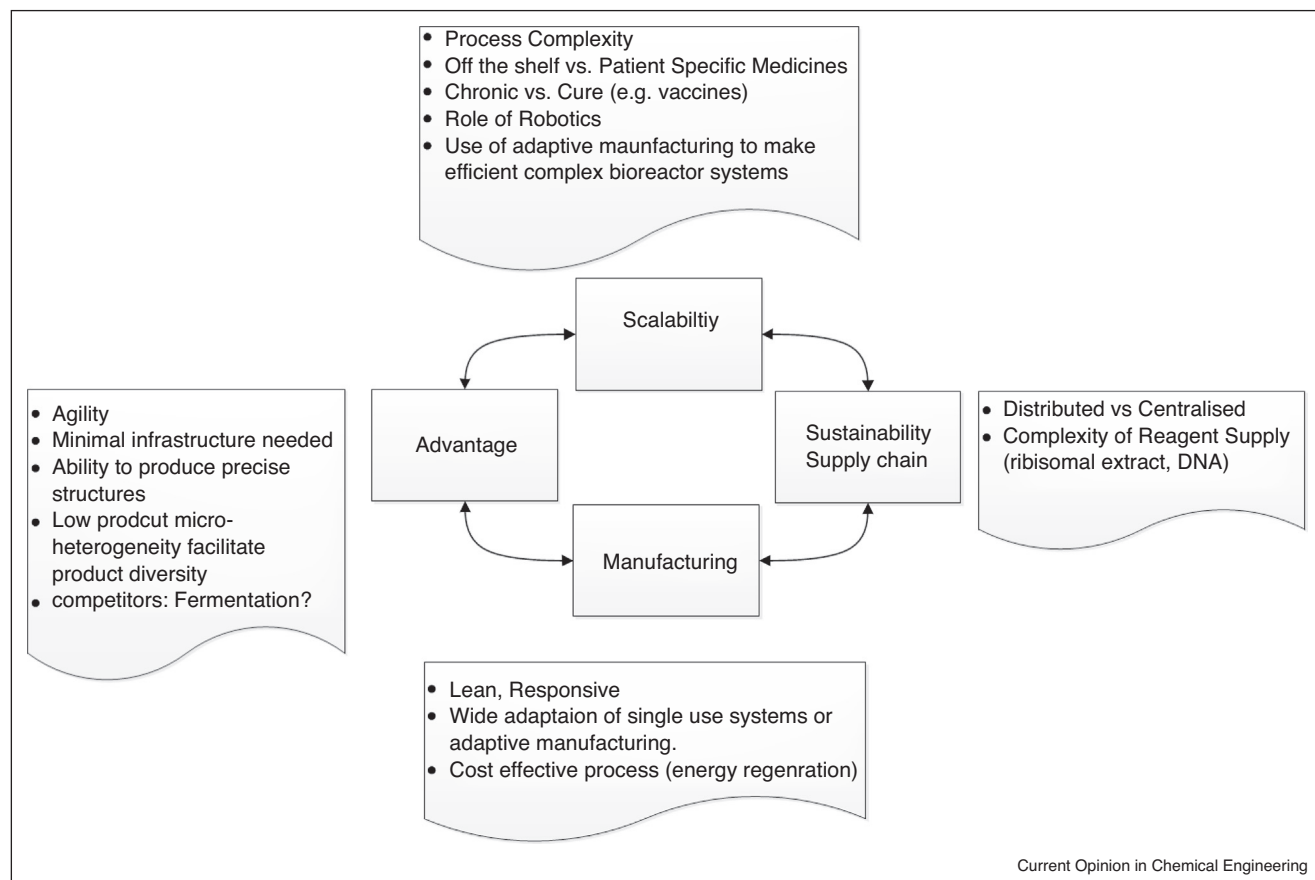 • Process Complexity
• Off the shelf vs. Patient Specific Medicines
• Chronic vs. Cure (e.g. vaccines)
• Role of Robotics
• Use of adaptive maunfacturing to make
efficient complex bioreactor systems
Scalabiltiy
• Agility
• Minimal infrastructure needed
• Ability to produce precise
structures
• Low prodcut micro-
heterogeneity facilitate
product diversity
• competitors: Fermentation?
Advantage
Sustainability
Supply chain
• Distributed vs Centralised
• Complexity of Reagent Supply
(ribisomal extract, DNA)
Manufacturing
• Lean, Responsive
• Wide adaptaion of single use systems or
adaptive manufacturing.
• Cost effective process (energy regenration)
Current Opinion in Chemical Engineering